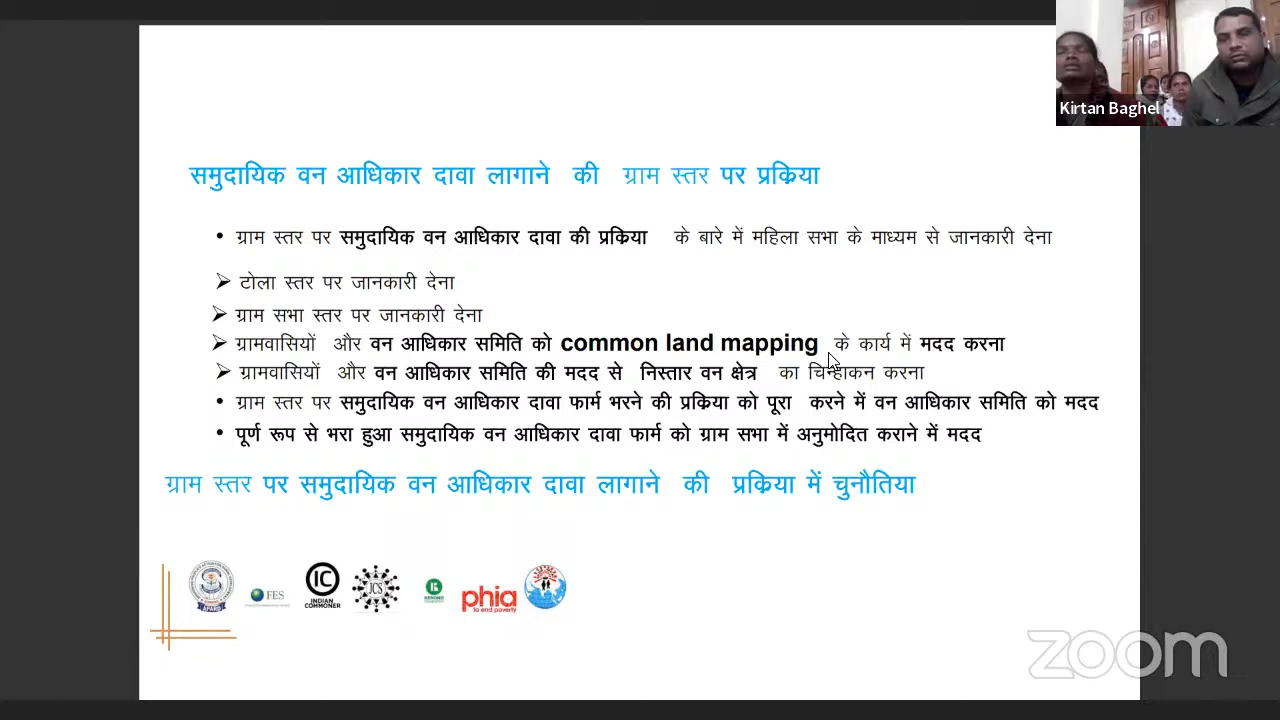 Kirtan Baghel
समुदायिक वन आधिकार दावा लागाने की ग्राम स्तर पर प्रक्रिया
• ग्राम स्तर पर समुदायिक वन आधिकार दावा की प्रक्रिया के बारे में महिला सभा के माध्यम से जानकारी देना
➢ टोला स्तर पर जानकारी देना
➢ ग्राम सभा स्तर पर जानकारी देना
➢ ग्रामवासियों और वन आधिकार समिति को common land mapping के कार्य में मदद करना
➢ ग्रामवासियों और वन आधिकार समिति की मदद से निस्तार वन क्षेत्र का चिन्हाकन करना
• ग्राम स्तर पर समुदायिक वन आधिकार दावा फार्म भरने की प्रक्रिया को पूरा करने में वन आधिकार समिति को मदद
• पूर्ण रूप से भरा हुआ समुदायिक वन आधिकार दावा फार्म को ग्राम सभा में अनुमोदित कराने में मदद
ग्राम स्तर पर समुदायिक वन आधिकार दावा लागाने की प्रक्रिया में चुनौतिया
FES
IC
INDIAN
COMMONER
JCS
phia
to end poverty
zoom